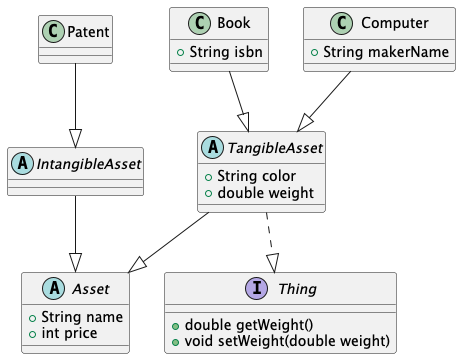 C Patent
C Book
+ String isbn
C Computer
+ String makerName
A IntangibleAsset
A TangibleAsset
String color
double weight
A Asset
String name
int price
I Thing
double getWeight()
void setWeight(double weight)